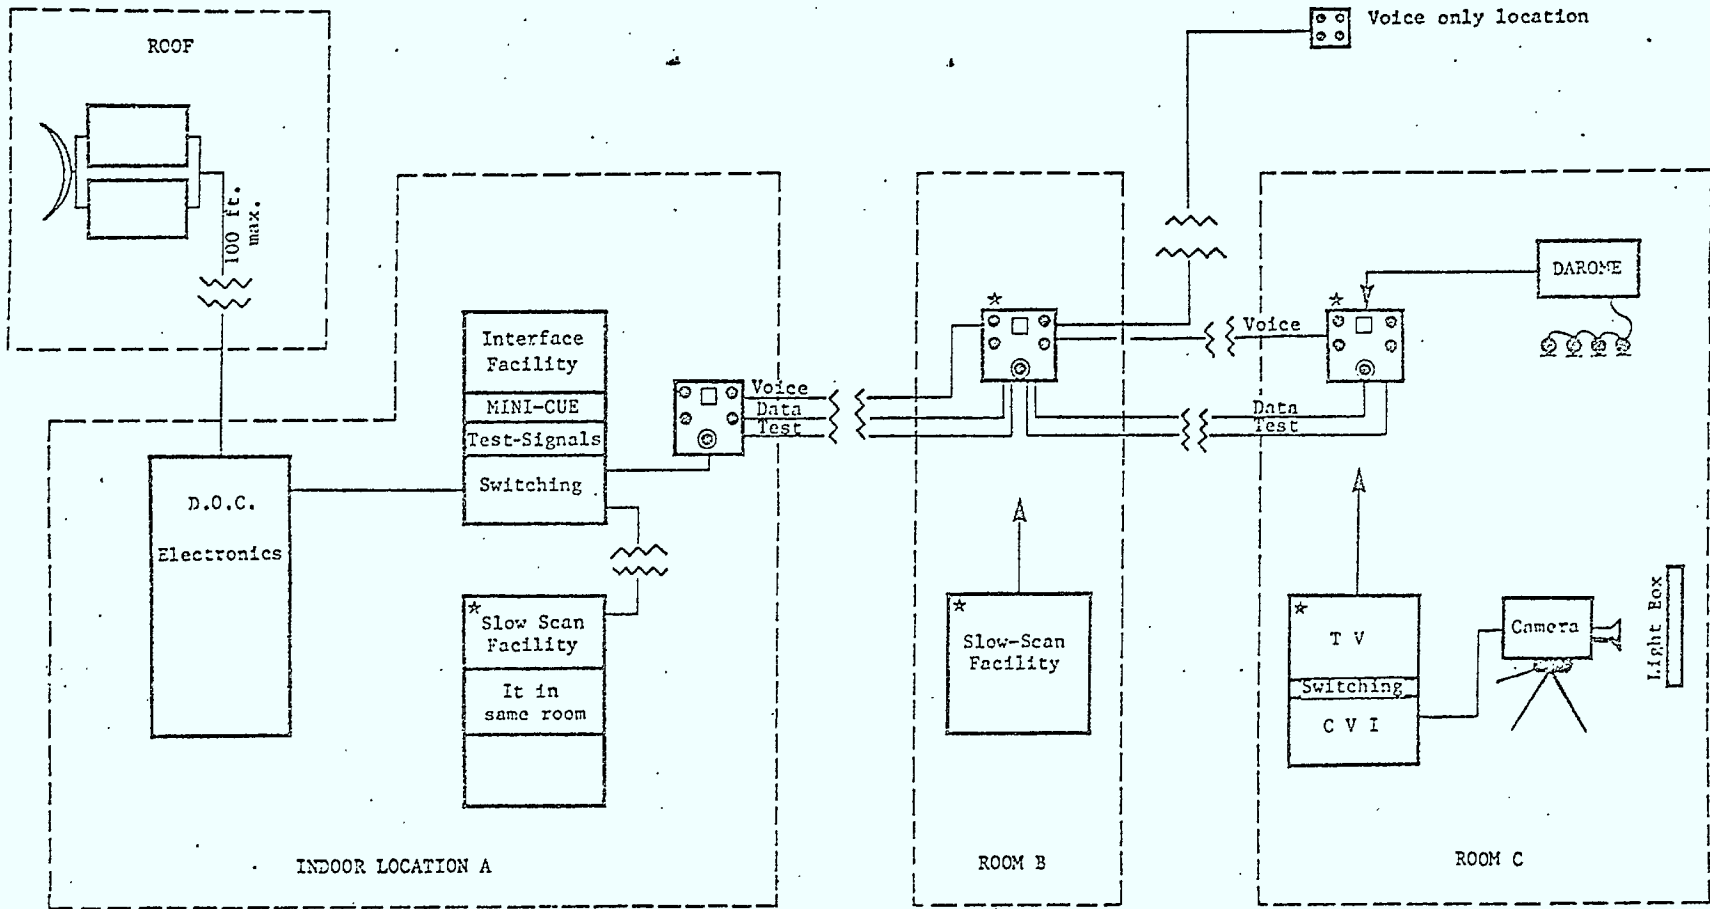 ROOF
Voice only location
100 ft.
max.
DAROME
Interface
Facility
MINI-CUE
Test-Signals
Switching
Voice
Data
Test
Voice
Data
Test
D.O.C.
Electronics
* Slow Scan
Facility
It in
same room
*
Slow-Scan
Facility
*
*
*
T V
Switching
C V I
Camera
Light Box
INDOOR LOCATION A
ROOM B
ROOM C